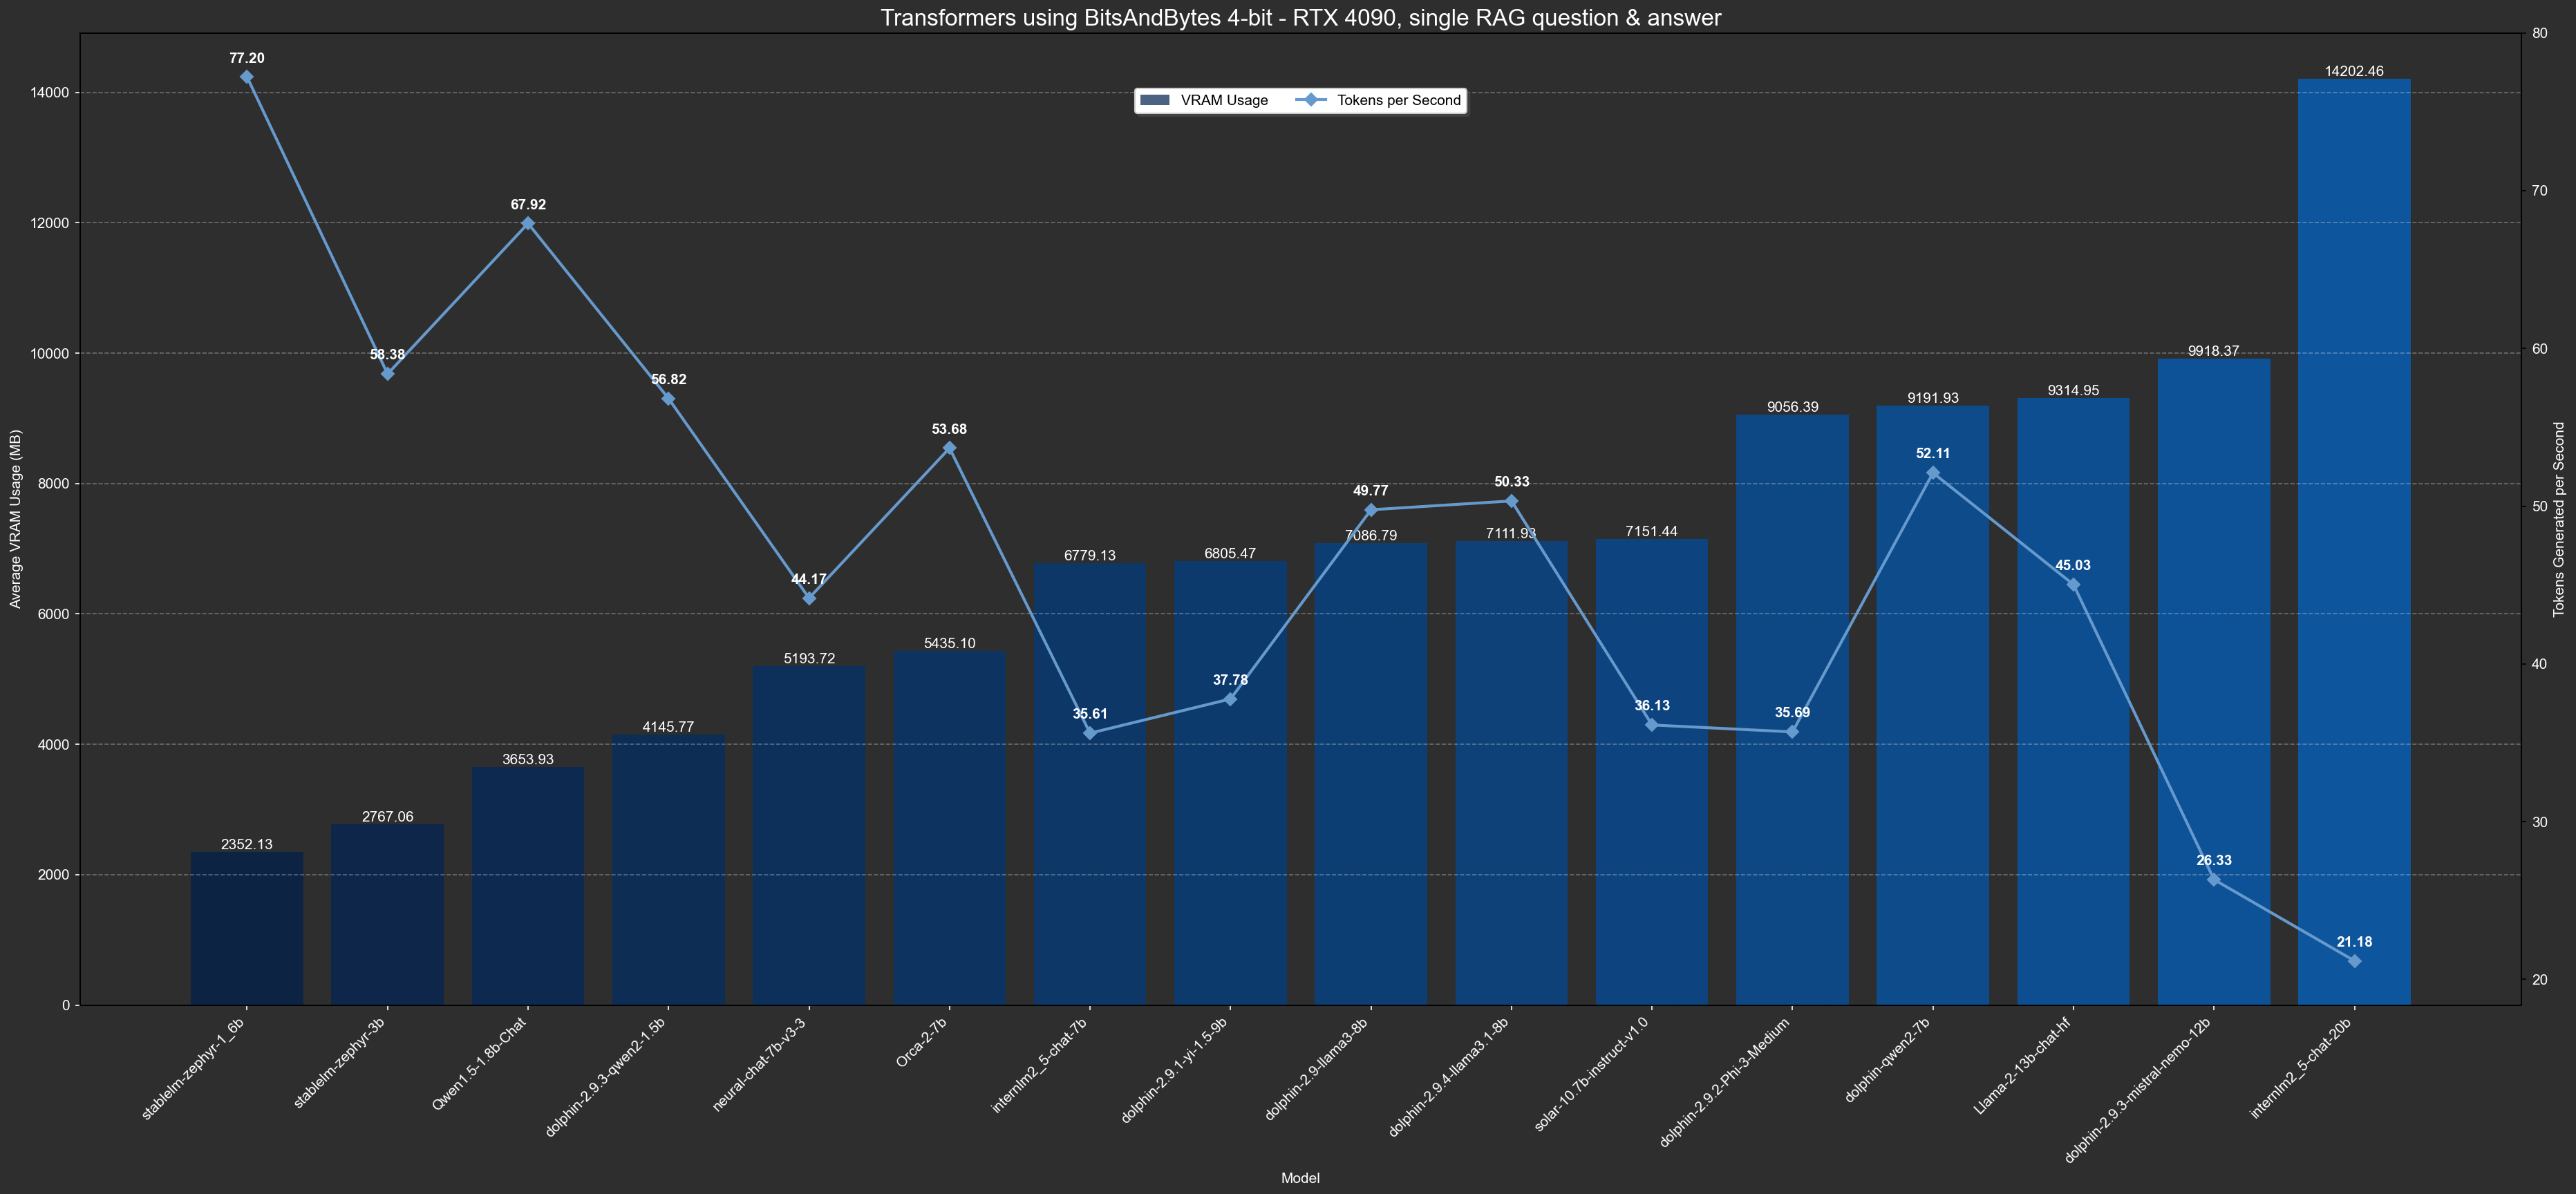 Transformers using BitsAndBytes 4-bit - RTX 4090, single RAG question & answer
VRAM Usage
Tokens per Second
Average VRAM Usage (MB)
14000
12000
10000
8000
6000
4000
2000
0
Tokens Generated per Second
80
70
60
50
40
30
20
77.20
58.38
67.92
56.82
44.17
53.68
35.61
37.78
49.77
50.33
36.13
35.69
52.11
45.03
26.33
21.18
2352.13
2767.06
3653.93
4145.77
5193.72
5435.10
6779.13
6805.47
7086.79
7111.93
7151.44
9056.39
9191.93
9314.95
9918.37
14202.46
stablelm-zephyr-1_6b
stablelm-zephyr-3b
Qwen1.5-1.8b-Chat
dolphin-2.9.3-qwen2-1.5b
neural-chat-7b-v3-3
Orca-2-7b
internlm2_5-chat-7b
dolphin-2.9.1-yi-1.5-9b
dolphin-2.9-llama3-8b
dolphin-2.9.4-llama3.1-8b
solar-10.7b-instruct-v1.0
dolphin-2.9.2-Phi-3-Medium
dolphin-qwen2-7b
Llama-2-13b-chat-hf
dolphin-2.9.3-mistral-nemo-12b
internlm2_5-chat-20b
Model